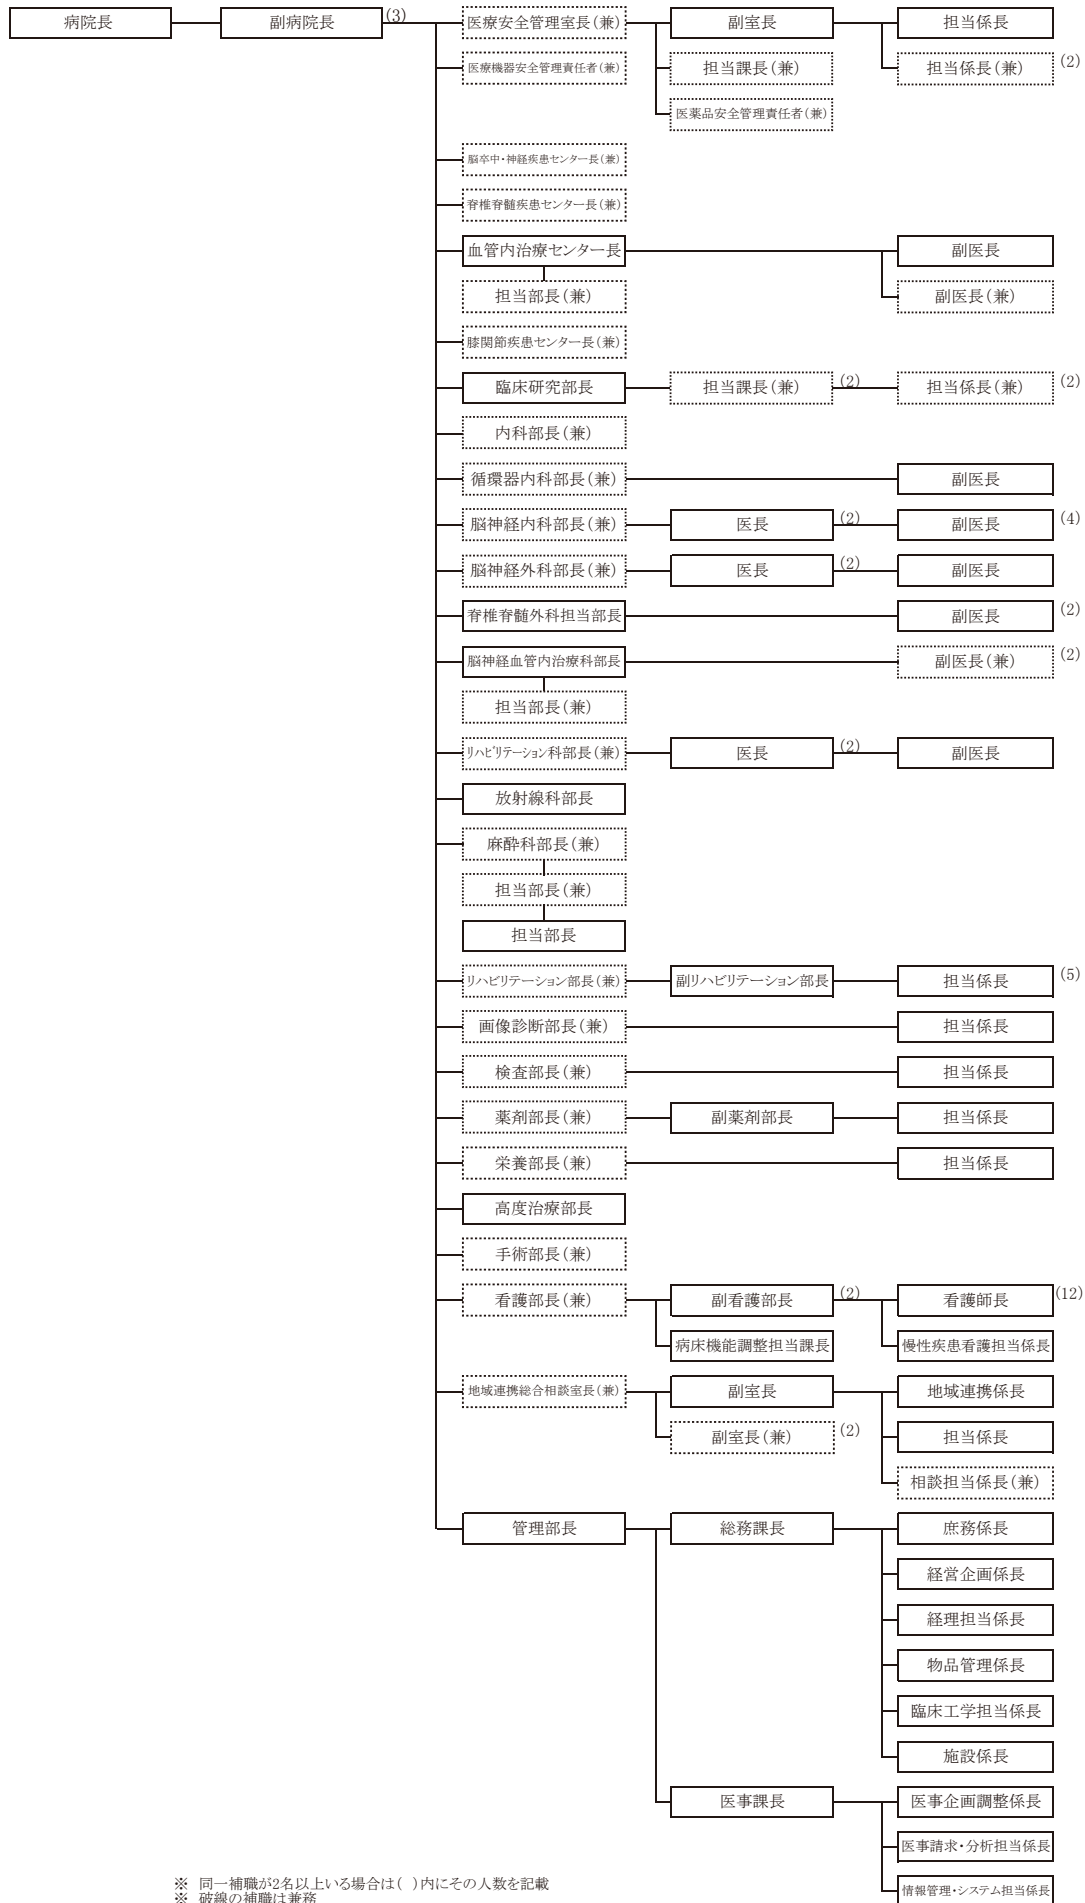 病院長 副病院長 (3) 医療安全管理室長(兼) 副室長 担当係長
医療機器安全管理責任者(兼) 担当課長(兼) 担当係長(兼) (2)
医薬品安全管理責任者(兼)
脳卒中・神経疾患センター長(兼)
脊椎脊髄疾患センター長(兼)
血管内治療センター長 副医長
担当部長(兼) 副医長(兼)
膝関節疾患センター長(兼)
臨床研究部長 担当課長(兼) (2) 担当係長(兼) (2)
内科部長(兼)
循環器内科部長(兼) 副医長
脳神経内科部長(兼) 医長 (2) 副医長 (4)
脳神経外科部長(兼) 医長 (2) 副医長
脊椎脊髄外科担当部長 副医長 (2)
脳神経血管内治療科部長 副医長(兼) (2)
担当部長(兼)
リハビリテーション科部長(兼) 医長 (2) 副医長
放射線科部長
麻酔科部長(兼)
担当部長(兼)
担当部長
リハビリテーション部長(兼) 副リハビリテーション部長 担当係長 (5)
画像診断部長(兼) 担当係長
検査部長(兼) 担当係長
薬剤部長(兼) 副薬剤部長 担当係長
栄養部長(兼) 担当係長
高度治療部長
手術部長(兼)
看護部長(兼) 副看護部長 (2) 看護師長 (12)
病床機能調整担当課長 慢性疾患看護担当係長
地域連携総合相談室長(兼) 副室長 地域連携係長
副室長(兼) (2) 担当係長
相談担当係長(兼)
管理部長 総務課長 庶務係長
経営企画係長
経理担当係長
物品管理係長
臨床工学担当係長
施設係長
医事課長 医事企画調整係長
医事請求・分析担当係長
情報管理・システム担当係長
※ 同一補職が2名以上いる場合は( )内にその人数を記載
※ 破線の補職は兼務